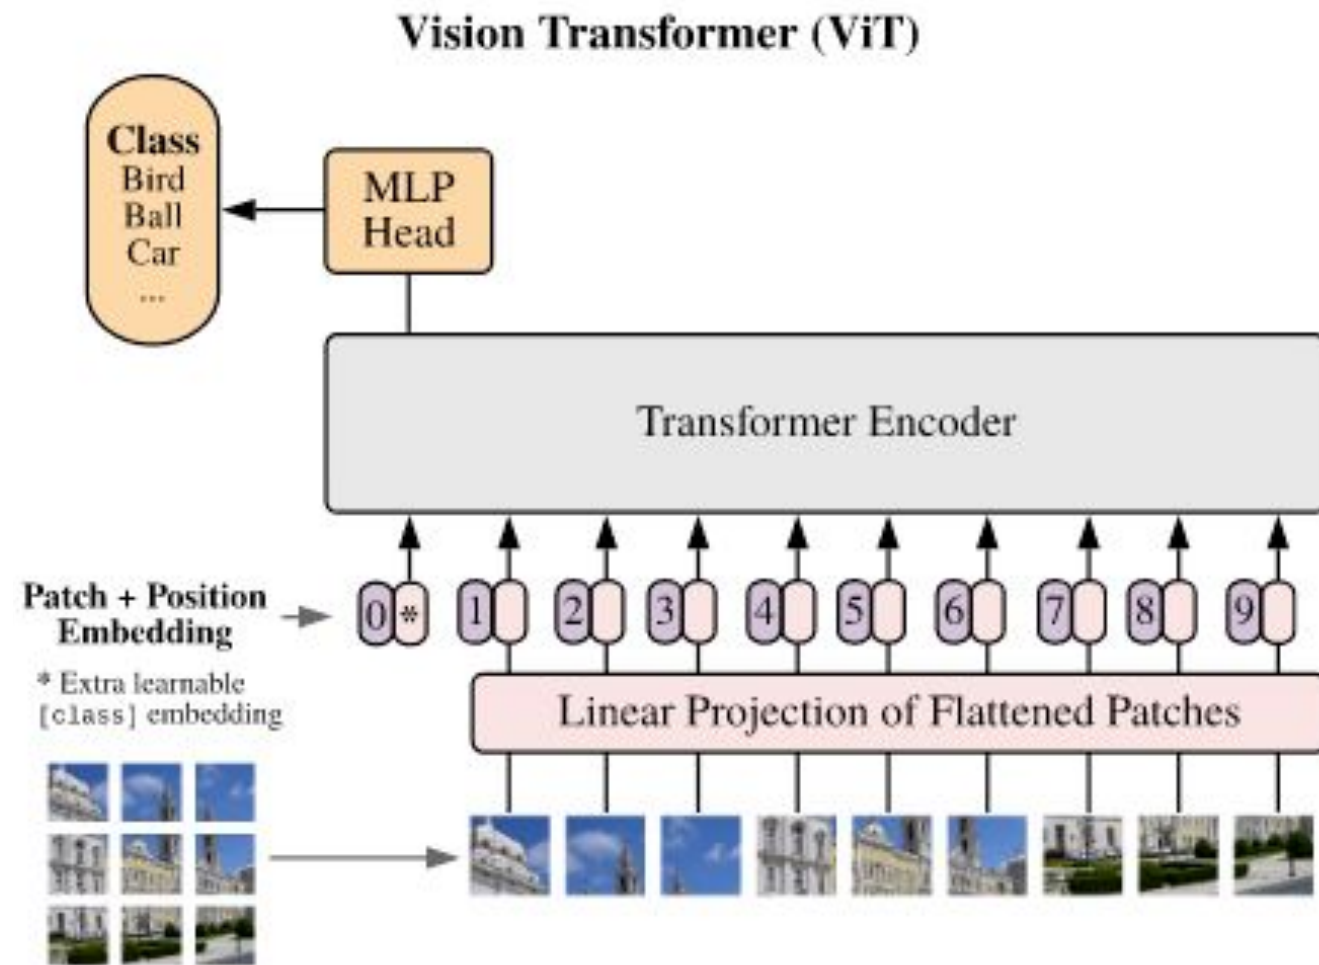 Vision Transformer (ViT)
Class
Bird
Ball
Car
...
MLP
Head
Transformer Encoder
Patch + Position
Embedding
0 * 1 2 3 4 5 6 7 8 9
* Extra learnable
[class] embedding
Linear Projection of Flattened Patches